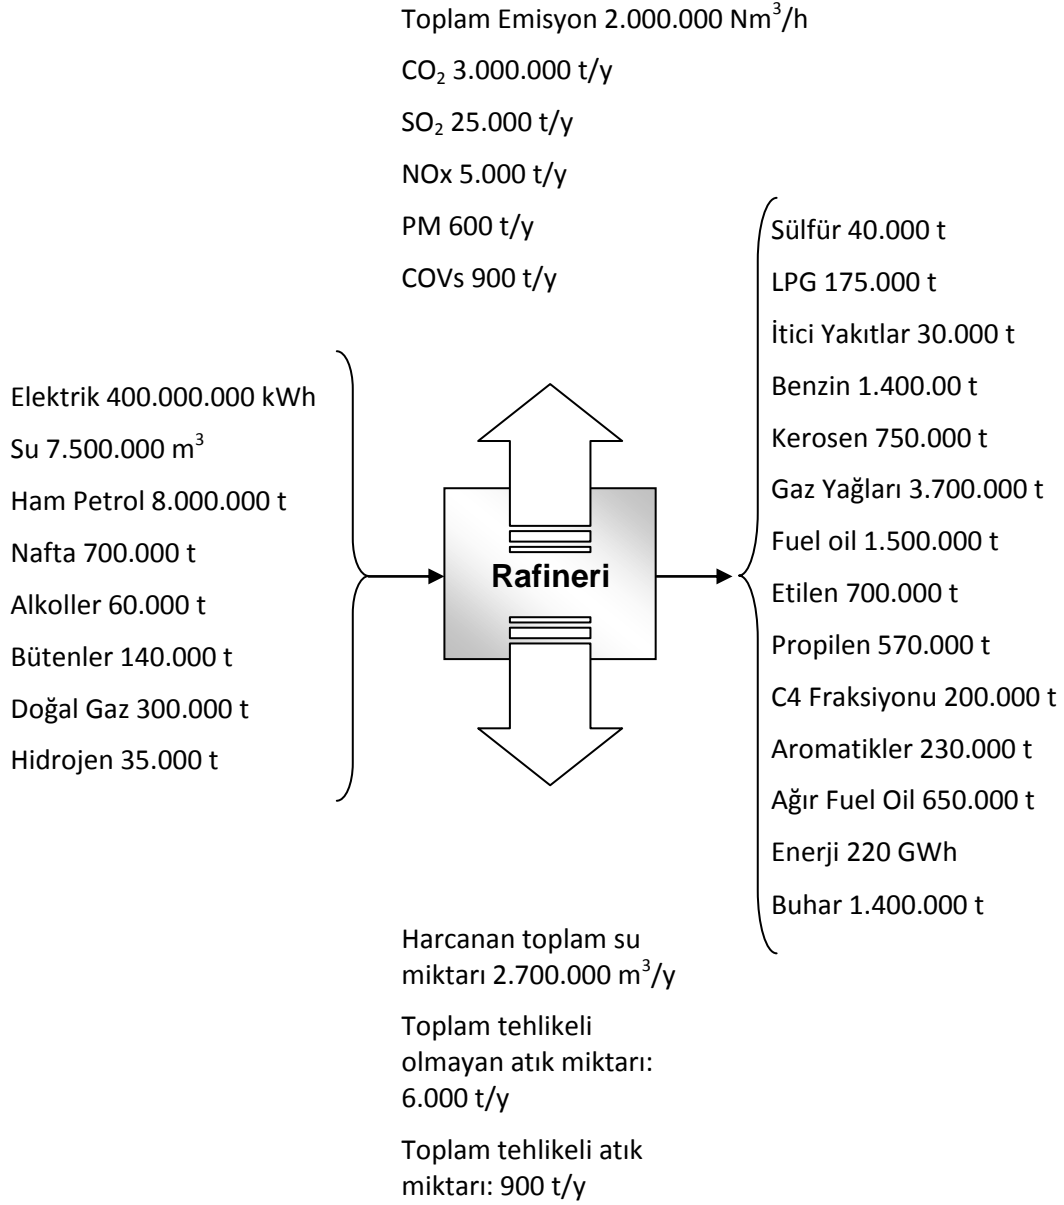 Toplam Emisyon 2.000.000 Nm³/h
CO₂ 3.000.000 t/y
SO₂ 25.000 t/y
NOx 5.000 t/y
PM 600 t/y
COVs 900 t/y
Elektrik 400.000.000 kWh
Su 7.500.000 m³
Ham Petrol 8.000.000 t
Nafta 700.000 t
Alkoller 60.000 t
Bütenler 140.000 t
Doğal Gaz 300.000 t
Hidrojen 35.000 t
Rafineri
Sülfür 40.000 t
LPG 175.000 t
İtici Yakıtlar 30.000 t
Benzin 1.400.00 t
Kerosen 750.000 t
Gaz Yağları 3.700.000 t
Fuel oil 1.500.000 t
Etilen 700.000 t
Propilen 570.000 t
C4 Fraksiyonu 200.000 t
Aromatikler 230.000 t
Ağır Fuel Oil 650.000 t
Enerji 220 GWh
Buhar 1.400.000 t
Harcanan toplam su
miktarı 2.700.000 m³/y
Toplam tehlikeli
olmayan atık miktarı:
6.000 t/y
Toplam tehlikeli atık
miktarı: 900 t/y